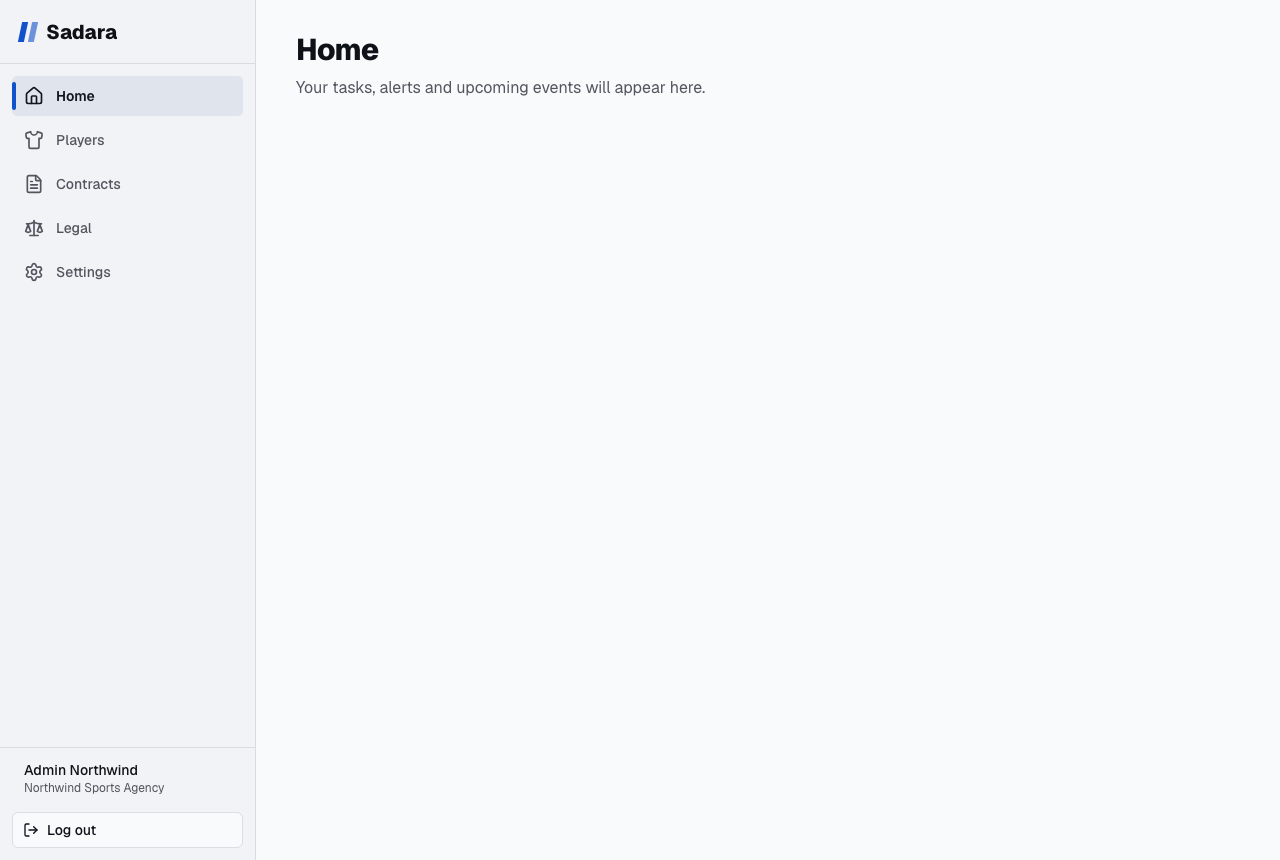 Sadara
Home
Players
Contracts
Legal
Settings
Admin Northwind
Northwind Sports Agency
Log out
Home
Your tasks, alerts and upcoming events will appear here.